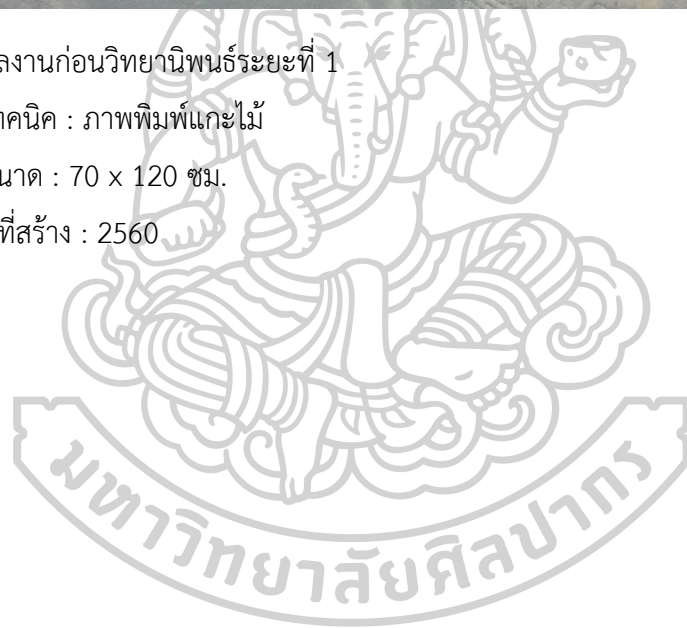 ลงานก่อนวิทยานิพนธ์ระยะที่ 1
ทคนิค : ภาพพิมพ์แกะไม้
นาด : 70 x 120 ซม.
ที่สร้าง : 2560
มหาวิทยาลัยศิลปากร